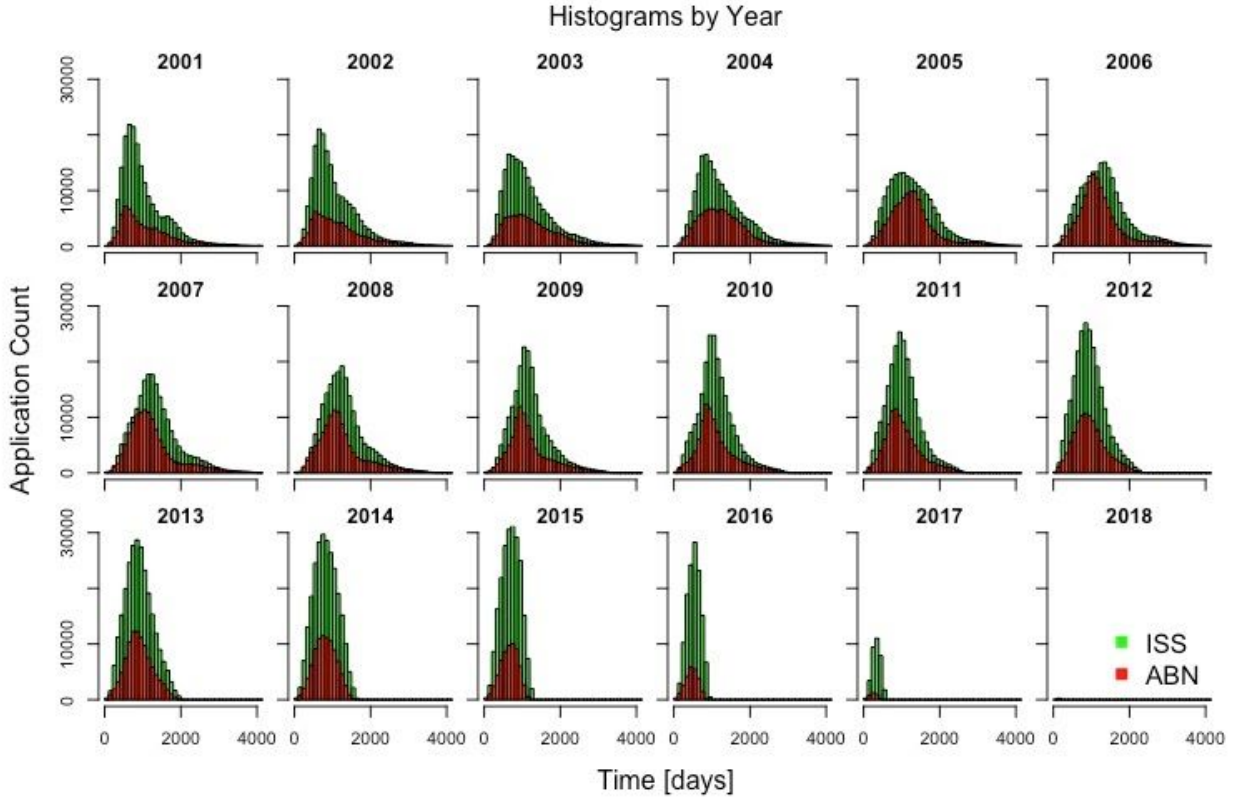 Histograms by Year
2001 2002 2003 2004 2005 2006
30000
10000
0
2007 2008 2009 2010 2011 2012
30000
10000
0
Application Count
2013 2014 2015 2016 2017 2018
30000
10000
0
ISS
ABN
0 2000 4000 0 2000 4000 0 2000 4000 0 2000 4000 0 2000 4000 0 2000 4000
Time [days]